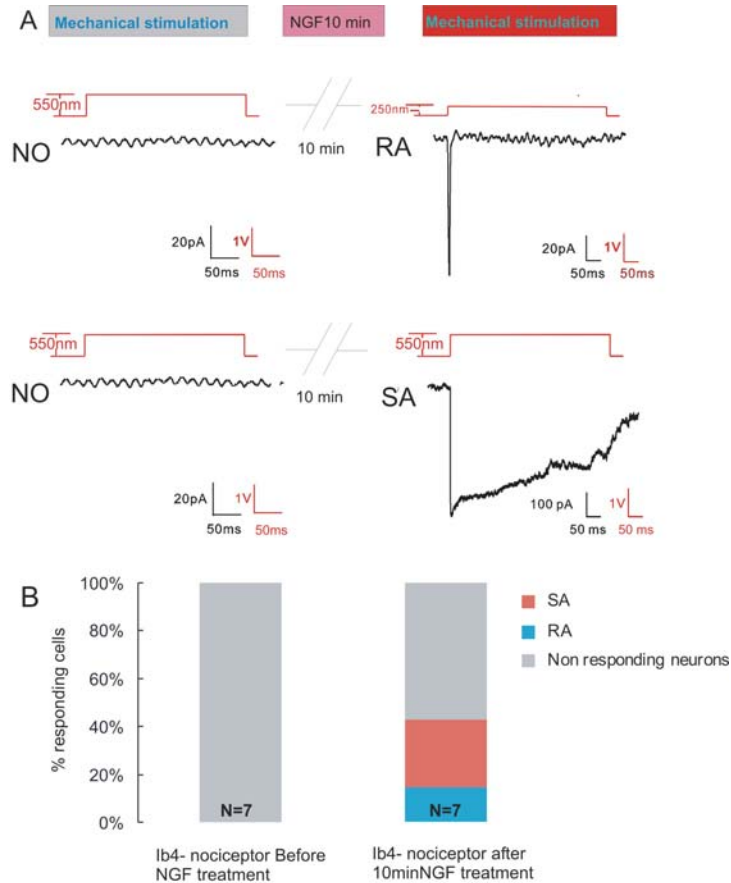 A
Mechanical stimulation
NGF10 min
Mechanical stimulation
550nm
250nm
NO
10 min
RA
20pA
1V
50ms
50ms
20pA
1V
50ms
50ms
550nm
550nm
NO
10 min
SA
20pA
1V
50ms
50ms
100 pA
1V
50 ms
50 ms
B
100%
80%
60%
40%
20%
0%
% responding cells
N=7
N=7
SA
RA
Non responding neurons
Ib4- nociceptor Before
NGF treatment
Ib4- nociceptor after
10minNGF treatment